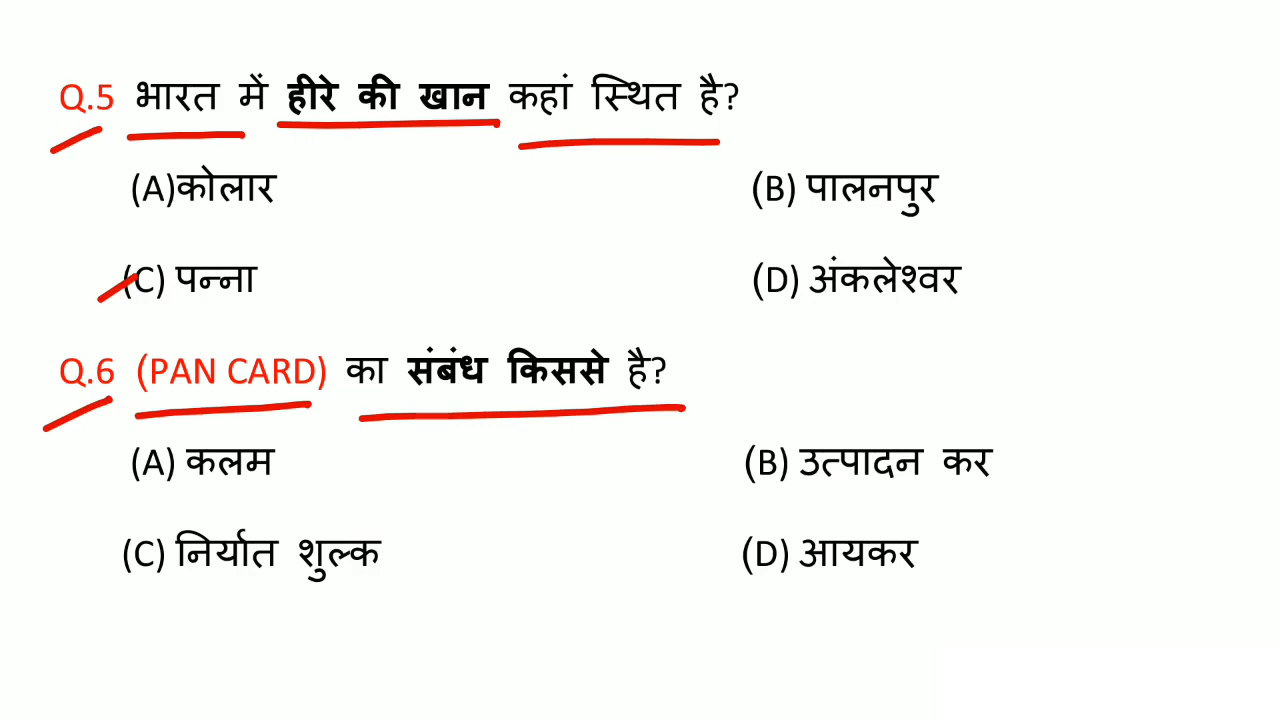 Q.5 भारत में हीरे की खान कहां स्थित है?
(A)कोलार (B) पालनपुर
(C) पन्ना (D) अंकलेश्वर
Q.6 (PAN CARD) का संबंध किससे है?
(A) कलम (B) उत्पादन कर
(C) निर्यात शुल्क (D) आयकर